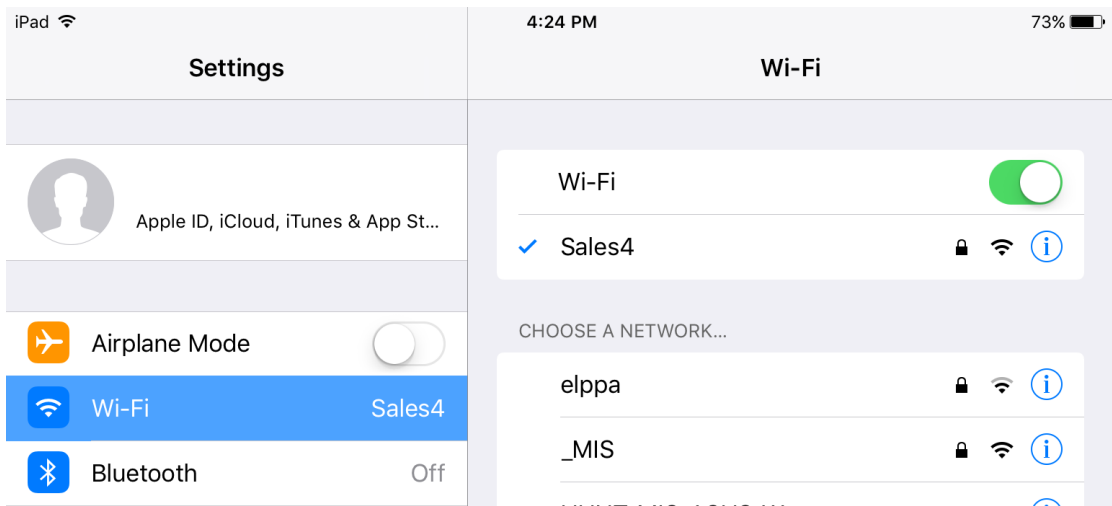 iPad 4:24 PM 73%
Settings
Wi-Fi
Apple ID, iCloud, iTunes & App St...
Airplane Mode
Wi-Fi Sales4
Bluetooth Off
Wi-Fi
Sales4
CHOOSE A NETWORK...
elppa
_MIS